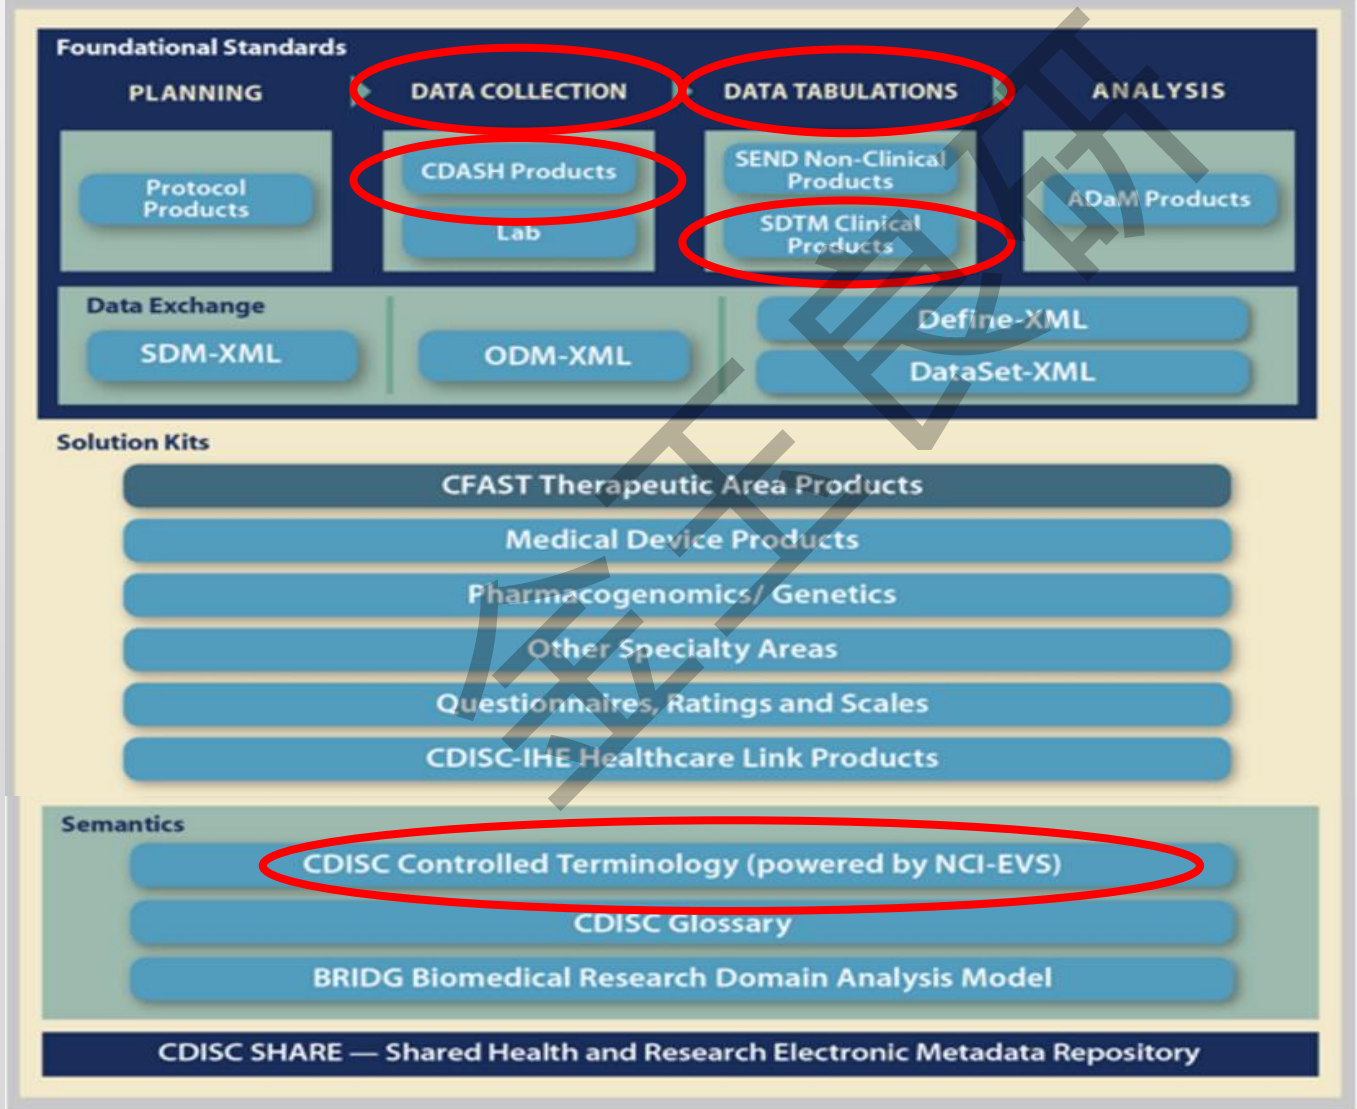 Foundational Standards
PLANNING DATA COLLECTION DATA TABULATIONS ANALYSIS
Protocol
Products
CDASH Products
Lab
SEND Non-Clinical
Products
SDTM Clinical
Products
ADaM Products
Data Exchange
SDM-XML
ODM-XML
Define-XML
DataSet-XML
Solution Kits
CFAST Therapeutic Area Products
Medical Device Products
Pharmacogenomics/ Genetics
Other Specialty Areas
Questionnaires, Ratings and Scales
CDISC-IHE Healthcare Link Products
Semantics
CDISC Controlled Terminology (powered by NCI-EVS)
CDISC Glossary
BRIDG Biomedical Research Domain Analysis Model
CDISC SHARE — Shared Health and Research Electronic Metadata Repository
金玉良研